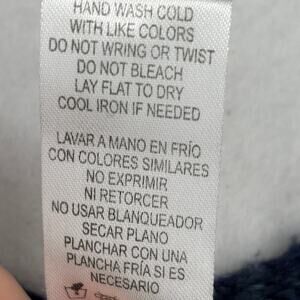 HAND WASH COLD
WITH LIKE COLORS
DO NOT WRING OR TWIST
DO NOT BLEACH
LAY FLAT TO DRY
COOL IRON IF NEEDED
LAVAR A MANO EN FRÍO
CON COLORES SIMILARES
NO EXPRIMIR
NI RETORCER
NO USAR BLANQUEADOR
SECAR PLANO
PLANCHAR CON UNA
PLANCHA FRÍA SI ES
NECESARIO